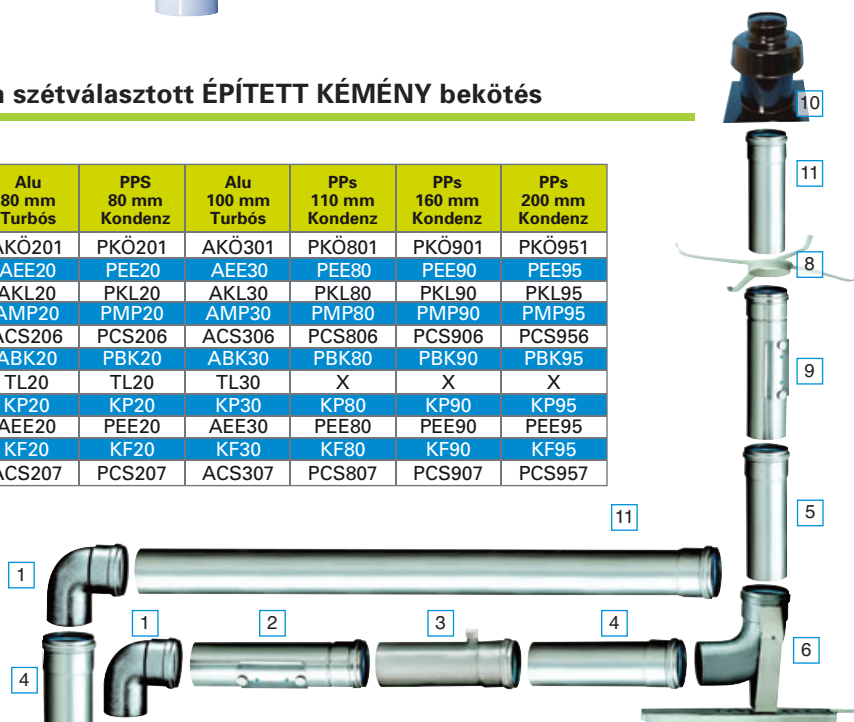 szétválasztott ÉPÍTETT KÉMÉNY bekötés
10
11
8
9
5
6
Alu 80 mm Turbós | PPS 80 mm Kondenz | Alu 100 mm Turbós | PPs 110 mm Kondenz | PPs 160 mm Kondenz | PPs 200 mm Kondenz
AKÖ201 PKÖ201 AKÖ301 PKÖ801 PKÖ901 PKÖ951
AEE20 PEE20 AEE30 PEE80 PEE90 PEE95
AKL20 PKL20 AKL30 PKL80 PKL90 PKL95
AMP20 PMP20 AMP30 PMP80 PMP90 PMP95
ACS206 PCS206 ACS306 PCS806 PCS906 PCS956
ABK20 PBK20 ABK30 PBK80 PBK90 PBK95
TL20 TL20 TL30 X X X
KP20 KP20 KP30 KP80 KP90 KP95
AEE20 PEE20 AEE30 PEE80 PEE90 PEE95
KF20 KF20 KF30 KF80 KF90 KF95
ACS207 PCS207 ACS307 PCS807 PCS907 PCS957
11
1
1
2
3
4
4